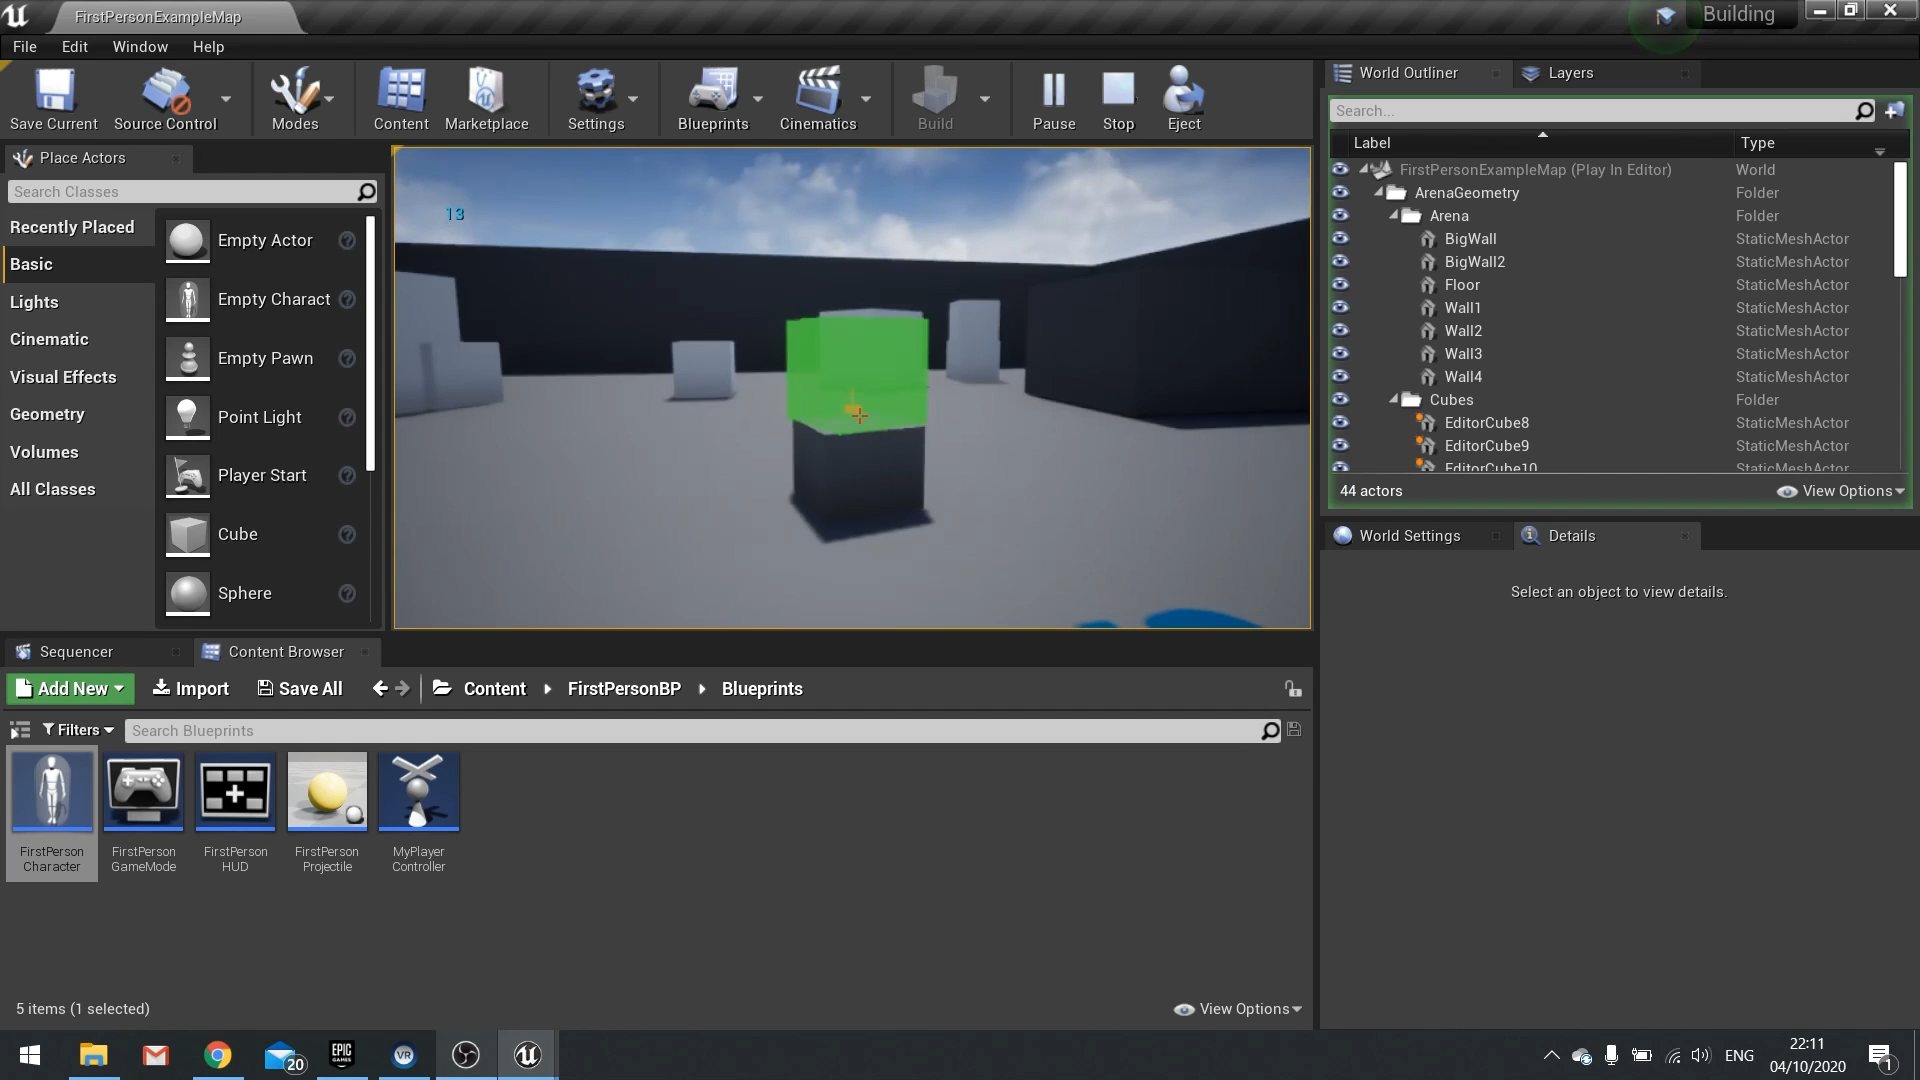 FirstPersonExampleMap
Building
File Edit Window Help
Save Current
Source Control
Modes
Content
Marketplace
Settings
Blueprints
Cinematics
Build
Pause
Stop
Eject
Place Actors
Search Classes
Recently Placed
Basic
Lights
Cinematic
Visual Effects
Geometry
Volumes
All Classes
Empty Actor
Empty Charact
Empty Pawn
Point Light
Player Start
Cube
Sphere
13
World Outliner
Layers
Search...
Label Type
FirstPersonExampleMap (Play In Editor) World
ArenaGeometry Folder
Arena Folder
BigWall StaticMeshActor
BigWall2 StaticMeshActor
Floor StaticMeshActor
Wall1 StaticMeshActor
Wall2 StaticMeshActor
Wall3 StaticMeshActor
Wall4 StaticMeshActor
Cubes Folder
EditorCube8 StaticMeshActor
EditorCube9 StaticMeshActor
EditorCube10 StaticMeshActor
44 actors View Options
World Settings
Details
Select an object to view details.
Sequencer
Content Browser
Add New Import Save All Content FirstPersonBP Blueprints
Filters Search Blueprints
FirstPerson
Character
FirstPerson
GameMode
FirstPerson
HUD
FirstPerson
Projectile
MyPlayer
Controller
5 items (1 selected) View Options
20
EPIC
GAMES
VR
ENG
22:11
04/10/2020
1